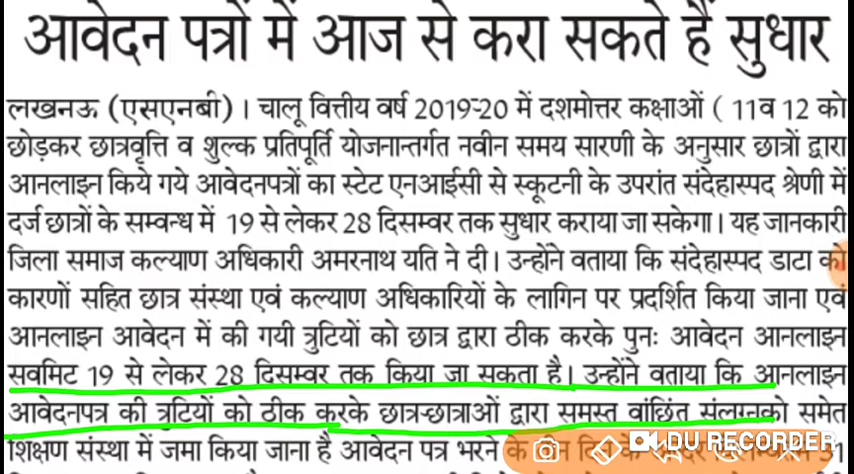 आवेदन पत्रों में आज से करा सकते हैं सुधार
लखनऊ (एसएनबी)। चालू वित्तीय वर्ष 2019-20 में दशमोत्तर कक्षाओं ( 11व 12 को
छोड़कर छात्रवृत्ति व शुल्क प्रतिपूर्ति योजनान्तर्गत नवीन समय सारणी के अनुसार छात्रों द्वारा
आनलाइन किये गये आवेदनपत्रों का स्टेट एनआईसी से स्कूटनी के उपरांत संदेहास्पद श्रेणी में
दर्ज छात्रों के सम्वन्ध में 19 से लेकर 28 दिसम्वर तक सुधार कराया जा सकेगा। यह जानकारी
जिला समाज कल्याण अधिकारी अमरनाथ यति ने दी। उन्होंने वताया कि संदेहास्पद डाटा को
कारणों सहित छात्र संस्था एवं कल्याण अधिकारियों के लागिन पर प्रदर्शित किया जाना एवं
आनलाइन आवेदन में की गयी त्रुटियों को छात्र द्वारा ठीक करके पुनः आवेदन आनलाइन
सवमिट 19 से लेकर 28 दिसम्वर तक किया जा सकता है। उन्होंने वताया कि आनलाइन
आवेदनपत्र की त्रुटियों को ठीक करके छात्र-छात्राओं द्वारा समस्त वांछित संलग्नको समेत
शिक्षण संस्था में जमा किया जाना है आवेदन पत्र भरने के दिन के 31
DU RECORDER